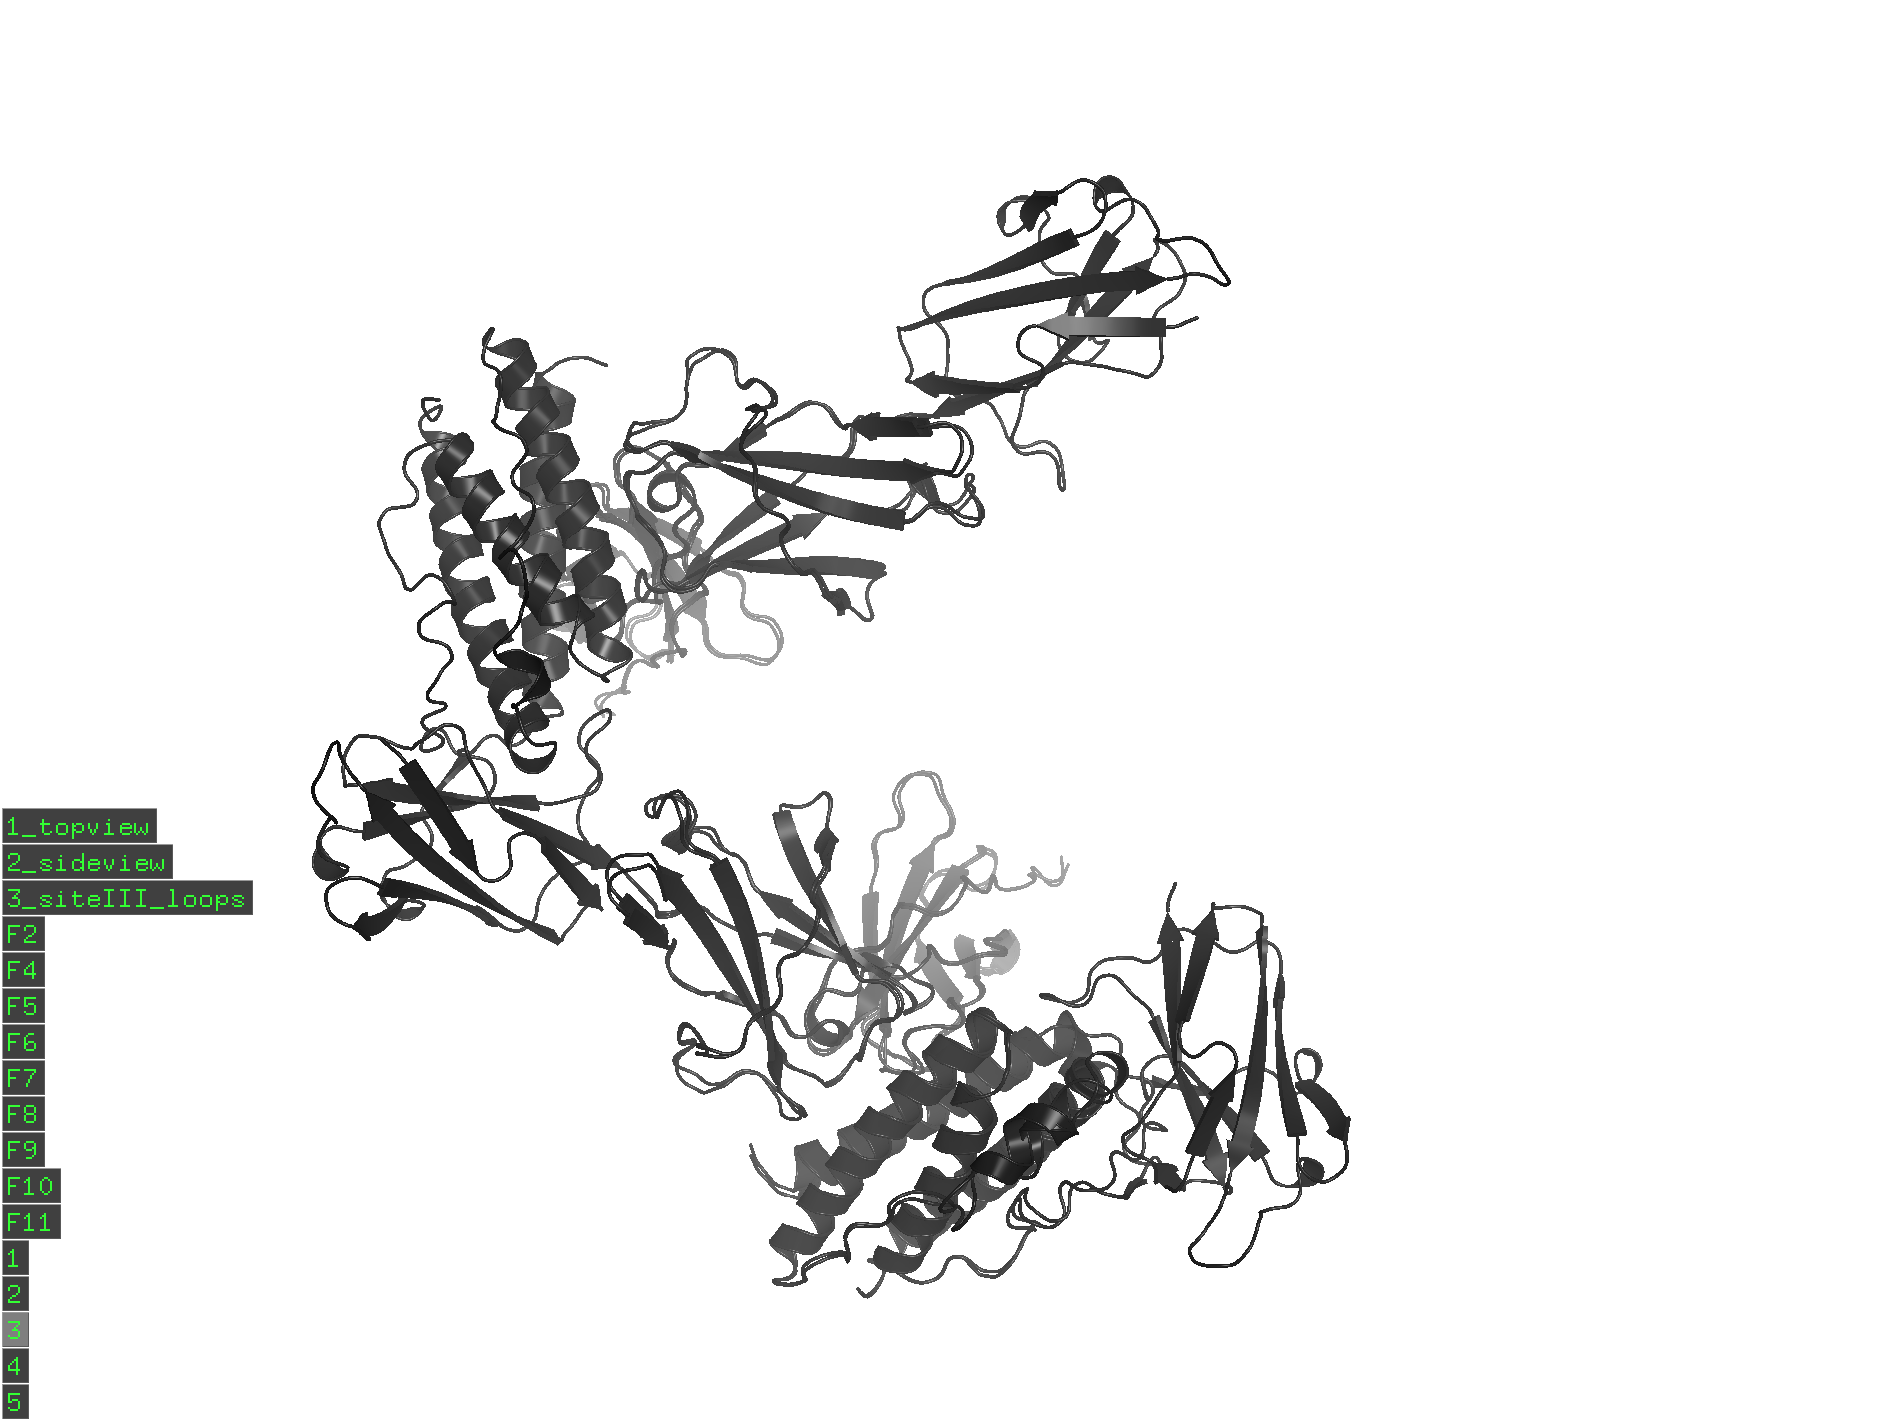 1_topview
2_sideview
3_siteIII_loops
F2
F4
F5
F6
F7
F8
F9
F10
F11
1
2
3
4
5